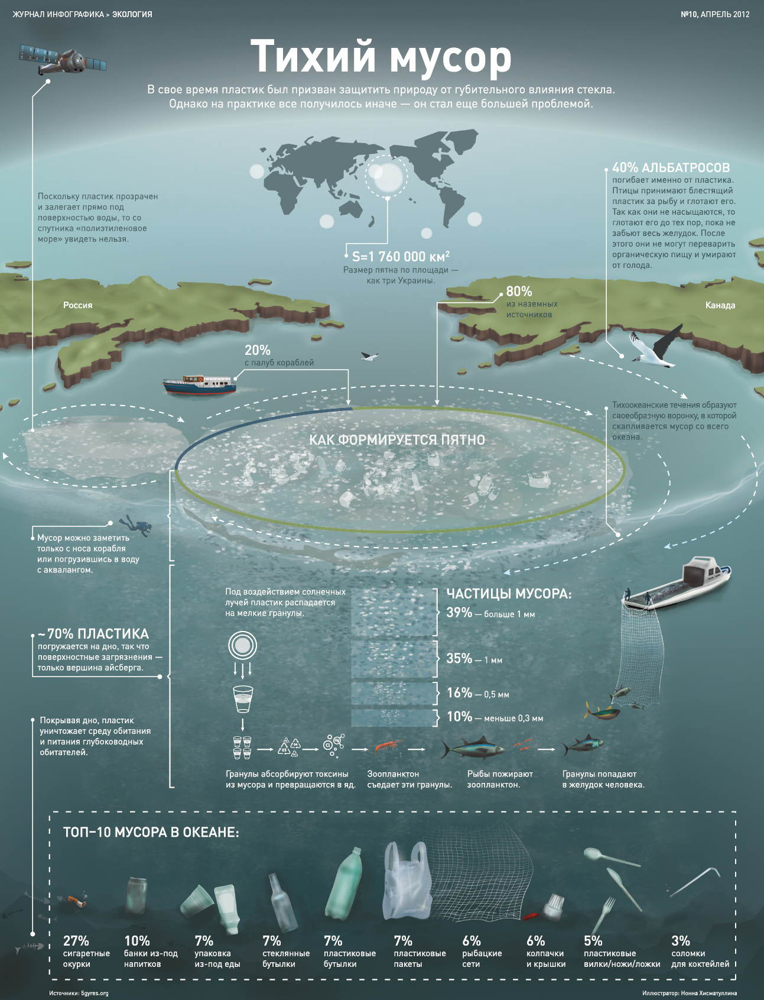 ЖУРНАЛ ИНФОГРАФИКА > ЭКОЛОГИЯ
№10, АПРЕЛЬ 2012
Тихий мусор
В свое время пластик был призван защитить природу от губительного влияния стекла.
Однако на практике все получилось иначе — он стал еще большей проблемой.
Поскольку пластик прозрачен
и залегает прямо под
поверхностью воды, то со
спутника «полиэтиленовое
море» увидеть нельзя.
S=1 760 000 км²
Размер пятна по площади —
как три Украины.
40% АЛЬБАТРОСОВ
погибает именно от пластика.
Птицы принимают блестящий
пластик за рыбу и глотают его.
Так как они не насыщаются, то
глотают его до тех пор, пока не
забьют весь желудок. После
этого они не могут переварить
органическую пищу и умирают
от голода.
Россия
80%
из наземных
источников
Канада
20%
с палуб кораблей
Тихоокеанские течения образуют
своеобразную воронку, в которой
скапливается мусор со всего
океана.
КАК ФОРМИРУЕТСЯ ПЯТНО
Мусор можно заметить
только с носа корабля
или погрузившись в воду
с аквалангом.
~70% ПЛАСТИКА
погружается на дно, так что
поверхностные загрязнения —
только вершина айсберга.
Покрывая дно, пластик
уничтожает среду обитания
и питания глубоководных
обитателей.
Под воздействием солнечных
лучей пластик распадается
на мелкие гранулы.
ЧАСТИЦЫ МУСОРА:
39% — больше 1 мм
35% — 1 мм
16% — 0,5 мм
10% — меньше 0,3 мм
03
04
Cl
Hg
Гранулы абсорбируют токсины
из мусора и превращаются в яд.
Зоопланктон
съедает эти гранулы.
Рыбы пожирают
зоопланктон.
Гранулы попадают
в желудок человека.
ТОП–10 МУСОРА В ОКЕАНЕ:
27%
сигаретные
окурки
10%
банки из-под
напитков
7%
упаковка
из-под еды
7%
стеклянные
бутылки
7%
пластиковые
бутылки
7%
пластиковые
пакеты
6%
рыбацкие
сети
6%
колпачки
и крышки
5%
пластиковые
вилки/ножи/ложки
3%
соломки
для коктейлей
Источники: 5gyres.org
Иллюстратор: Нонна Хисматуллина